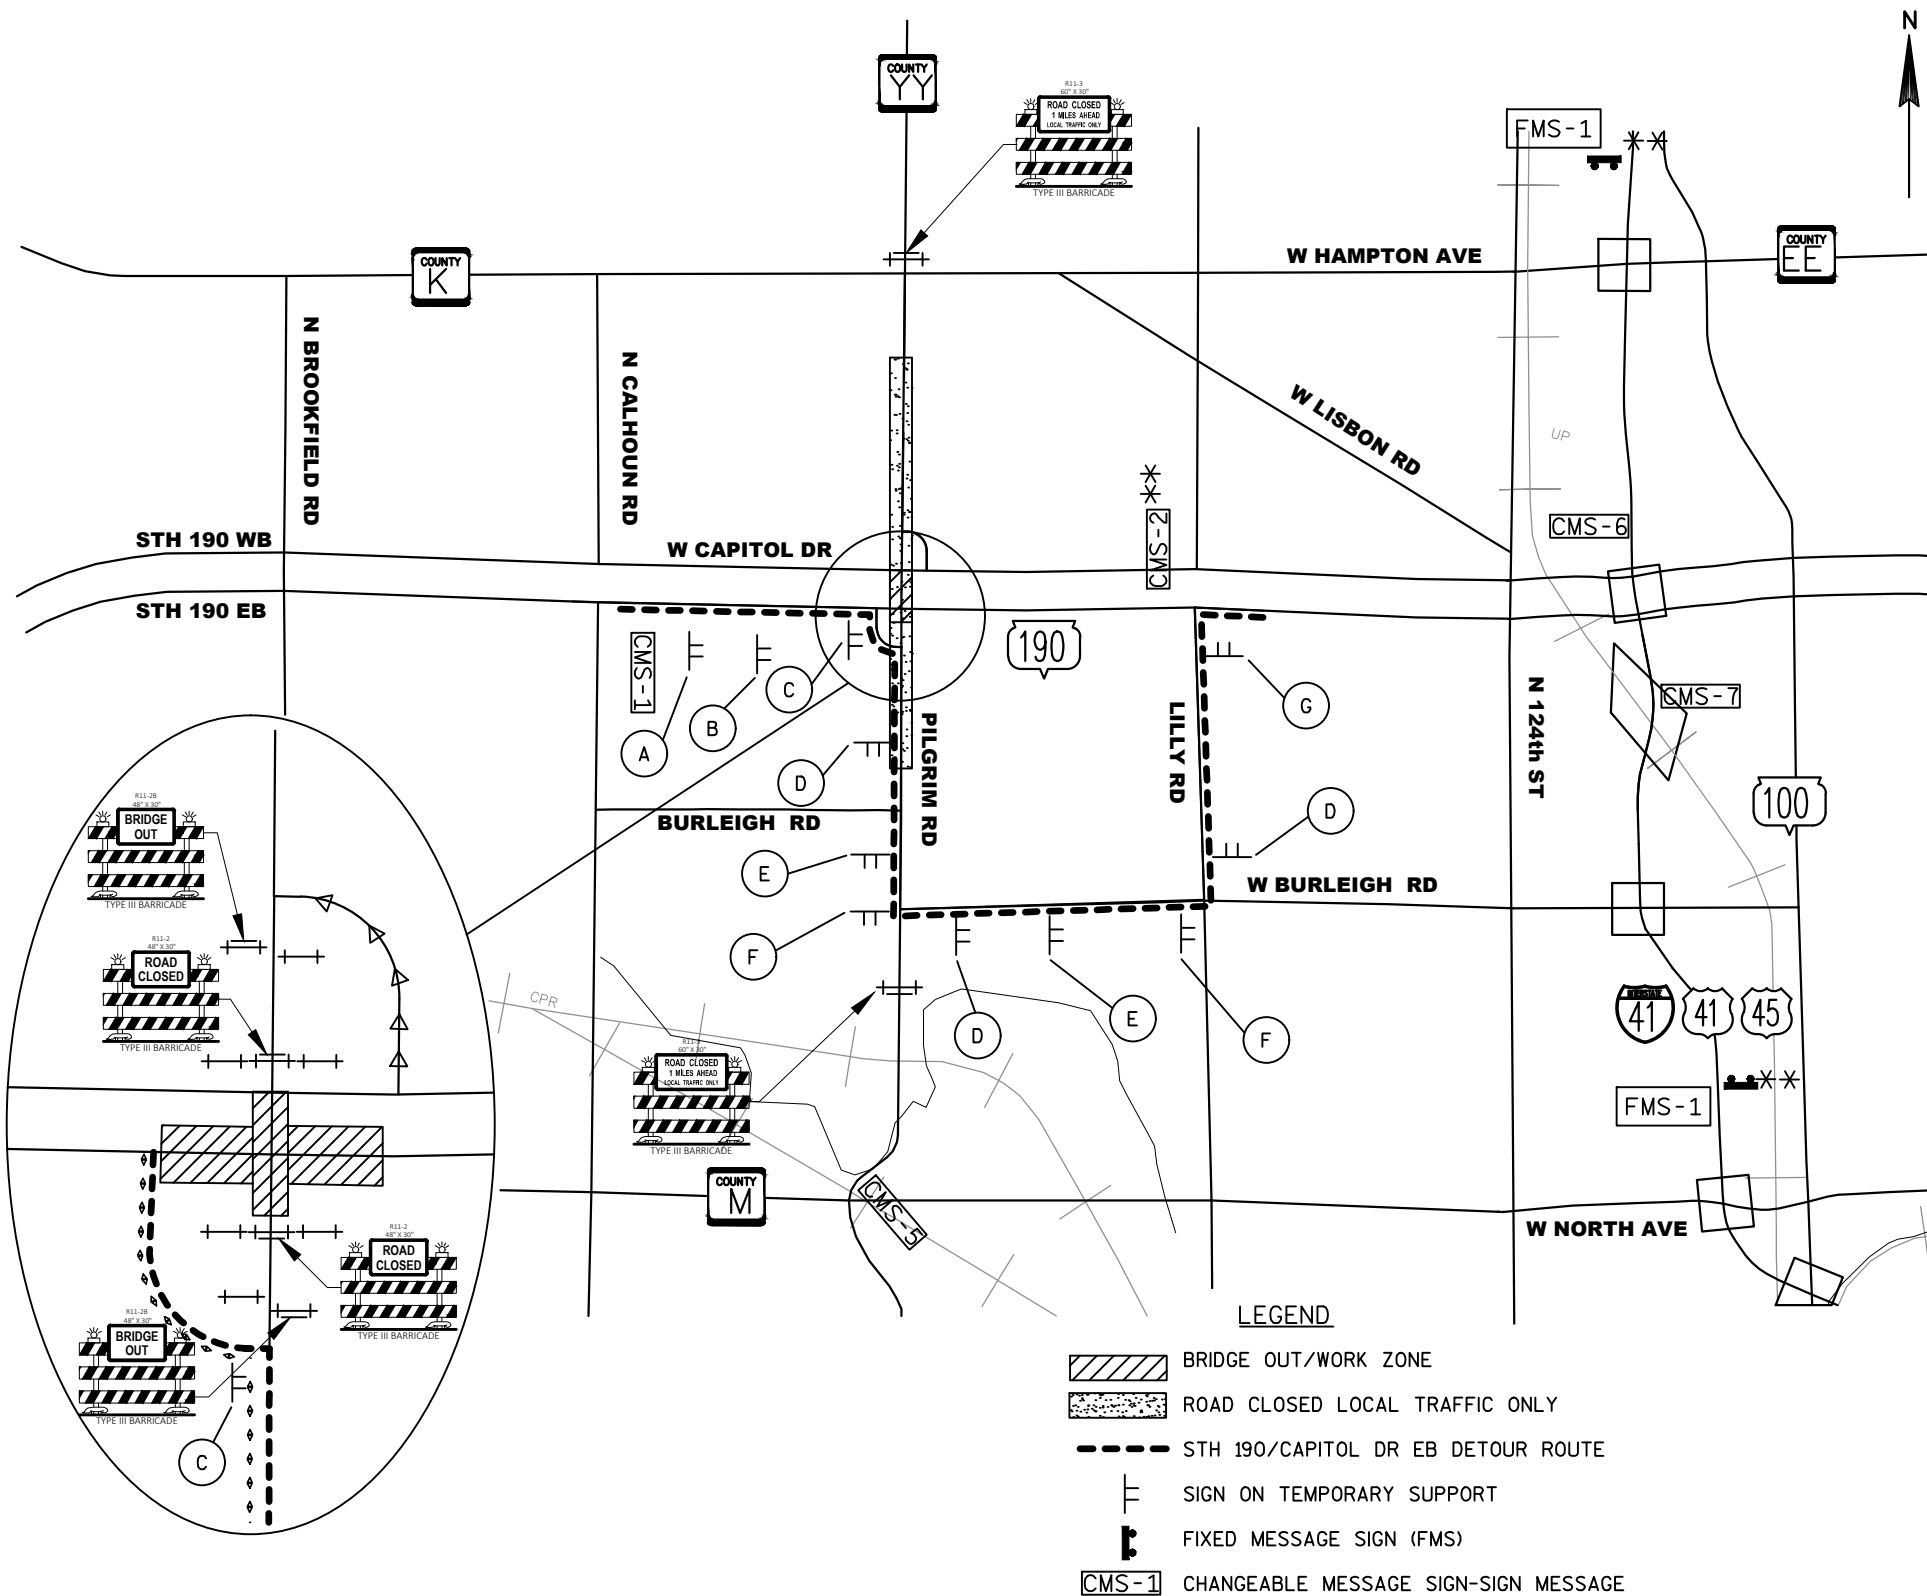 N
COUNTY
YY
R11-3
60" X 30"
ROAD CLOSED
1 MILES AHEAD
LOCAL TRAFFIC ONLY
TYPE III BARRICADE
FMS-1
COUNTY
K
W HAMPTON AVE
COUNTY
EE
N BROOKFIELD RD
N CALHOUN RD
W LISBON RD
UP
CMS-6
STH 190 WB
W CAPITOL DR
CMS-2
STH 190 EB
CMS-1
190
A
B
C
D
PILGRIM RD
LILLY RD
G
N 124th ST
CMS-7
100
BURLEIGH RD
D
E
W BURLEIGH RD
F
R11-2B
48" X 30"
BRIDGE
OUT
TYPE III BARRICADE
R11-2
48" X 30"
ROAD
CLOSED
TYPE III BARRICADE
CPR
D
E
F
INTERSTATE
41
41
45
R11-3
60" X 30"
ROAD CLOSED
1 MILES AHEAD
LOCAL TRAFFIC ONLY
TYPE III BARRICADE
FMS-1
COUNTY
M
CMS-5
W NORTH AVE
R11-2
48" X 30"
ROAD
CLOSED
TYPE III BARRICADE
R11-2B
48" X 30"
BRIDGE
OUT
TYPE III BARRICADE
C
LEGEND
BRIDGE OUT/WORK ZONE
ROAD CLOSED LOCAL TRAFFIC ONLY
STH 190/CAPITOL DR EB DETOUR ROUTE
SIGN ON TEMPORARY SUPPORT
FIXED MESSAGE SIGN (FMS)
CMS-1 CHANGEABLE MESSAGE SIGN-SIGN MESSAGE